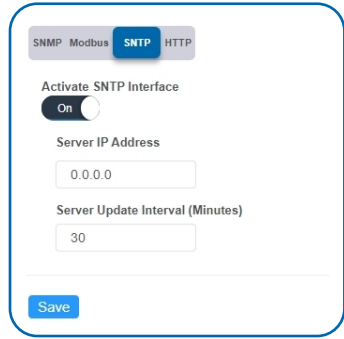 SNMP Modbus SNTP HTTP
Activate SNTP Interface
On
Server IP Address
0.0.0.0
Server Update Interval (Minutes)
30
Save